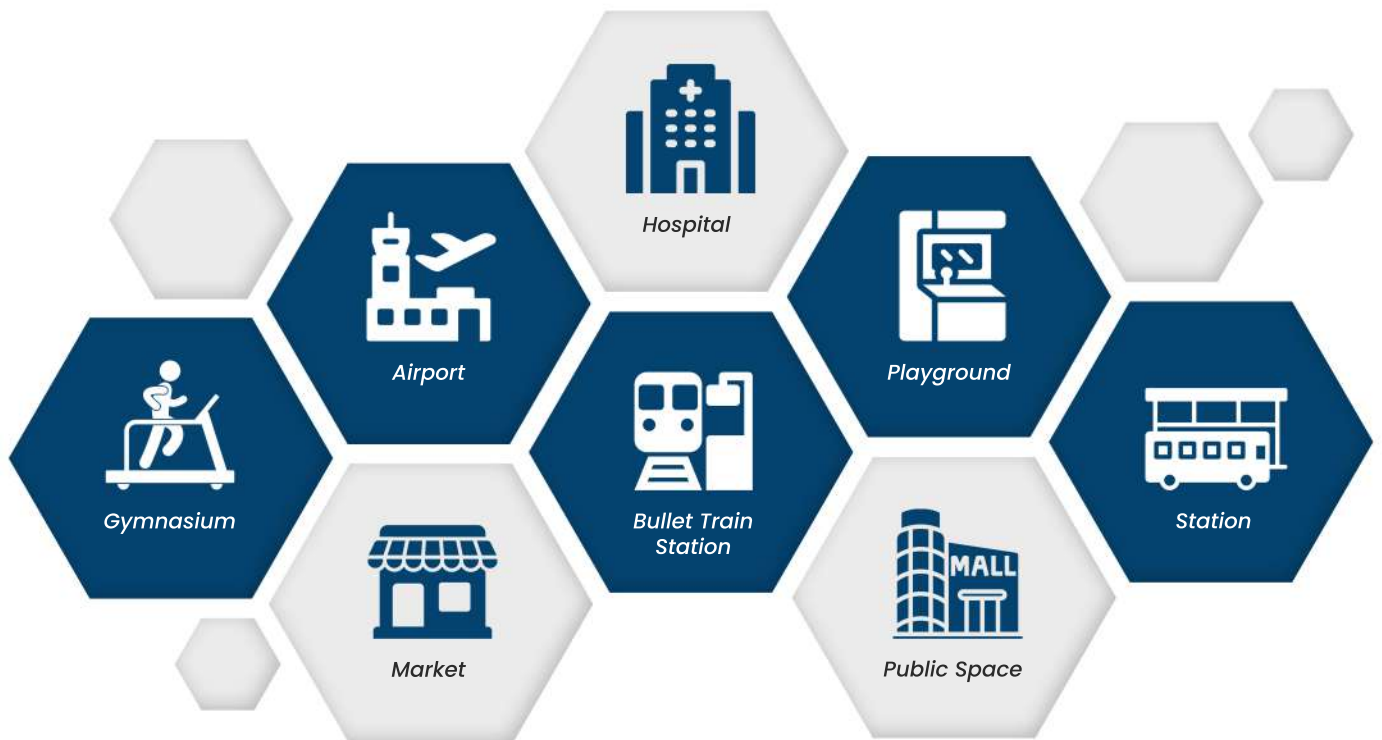 Hospital
Airport
Playground
Gymnasium
Bullet Train
Station
Station
MALL
Market
Public Space